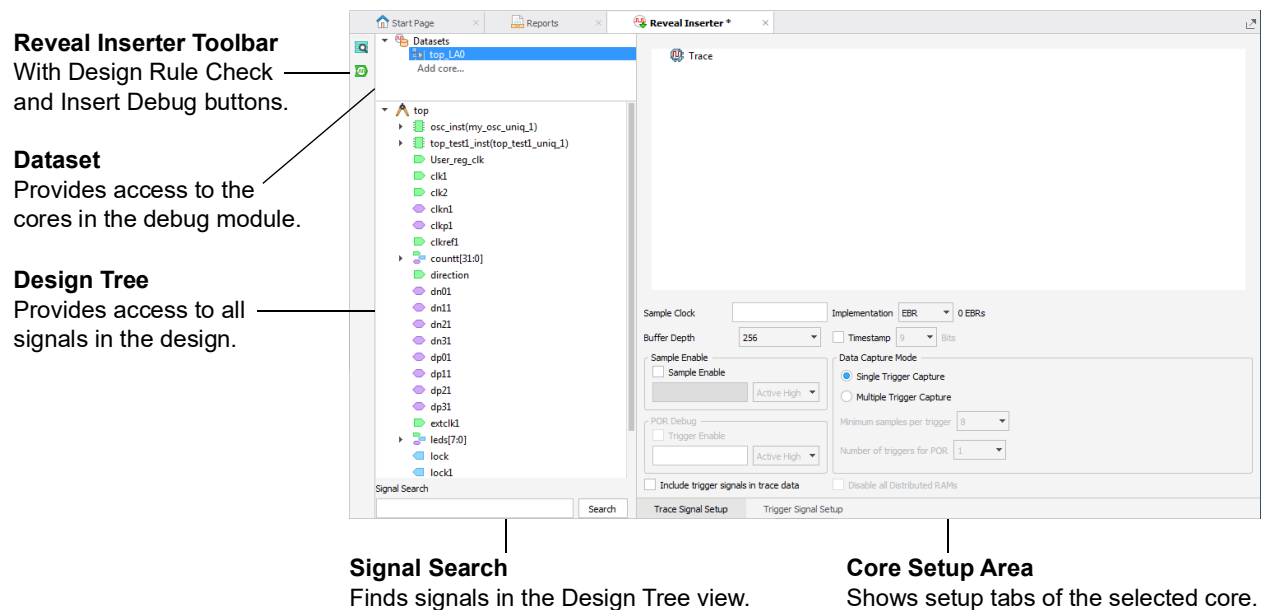 Start Page
Reports
Reveal Inserter *
Reveal Inserter Toolbar
With Design Rule Check
and Insert Debug buttons.
Dataset
Provides access to the
cores in the debug module.
Design Tree
Provides access to all
signals in the design.
Datasets
top_LA0
Add core...
top
osc_inst(my_osc_uniq_1)
top_test1_inst(top_test1_uniq_1)
User_reg_clk
clk1
clk2
clkn1
clkp1
clkref1
countt[31:0]
direction
dn01
dn11
dn21
dn31
dp01
dp11
dp21
dp31
extclk1
leds[7:0]
lock
lock1
Signal Search
Search
Trace
Sample Clock
Implementation EBR 0 EBRs
Buffer Depth 256
Timestamp 9 Bits
Sample Enable
Sample Enable
Active High
Data Capture Mode
Single Trigger Capture
Multiple Trigger Capture
Minimum samples per trigger 8
Number of triggers for POR 1
POR Debug
Trigger Enable
Active High
Include trigger signals in trace data
Disable all Distributed RAMs
Trace Signal Setup
Trigger Signal Setup
Signal Search
Finds signals in the Design Tree view.
Core Setup Area
Shows setup tabs of the selected core.